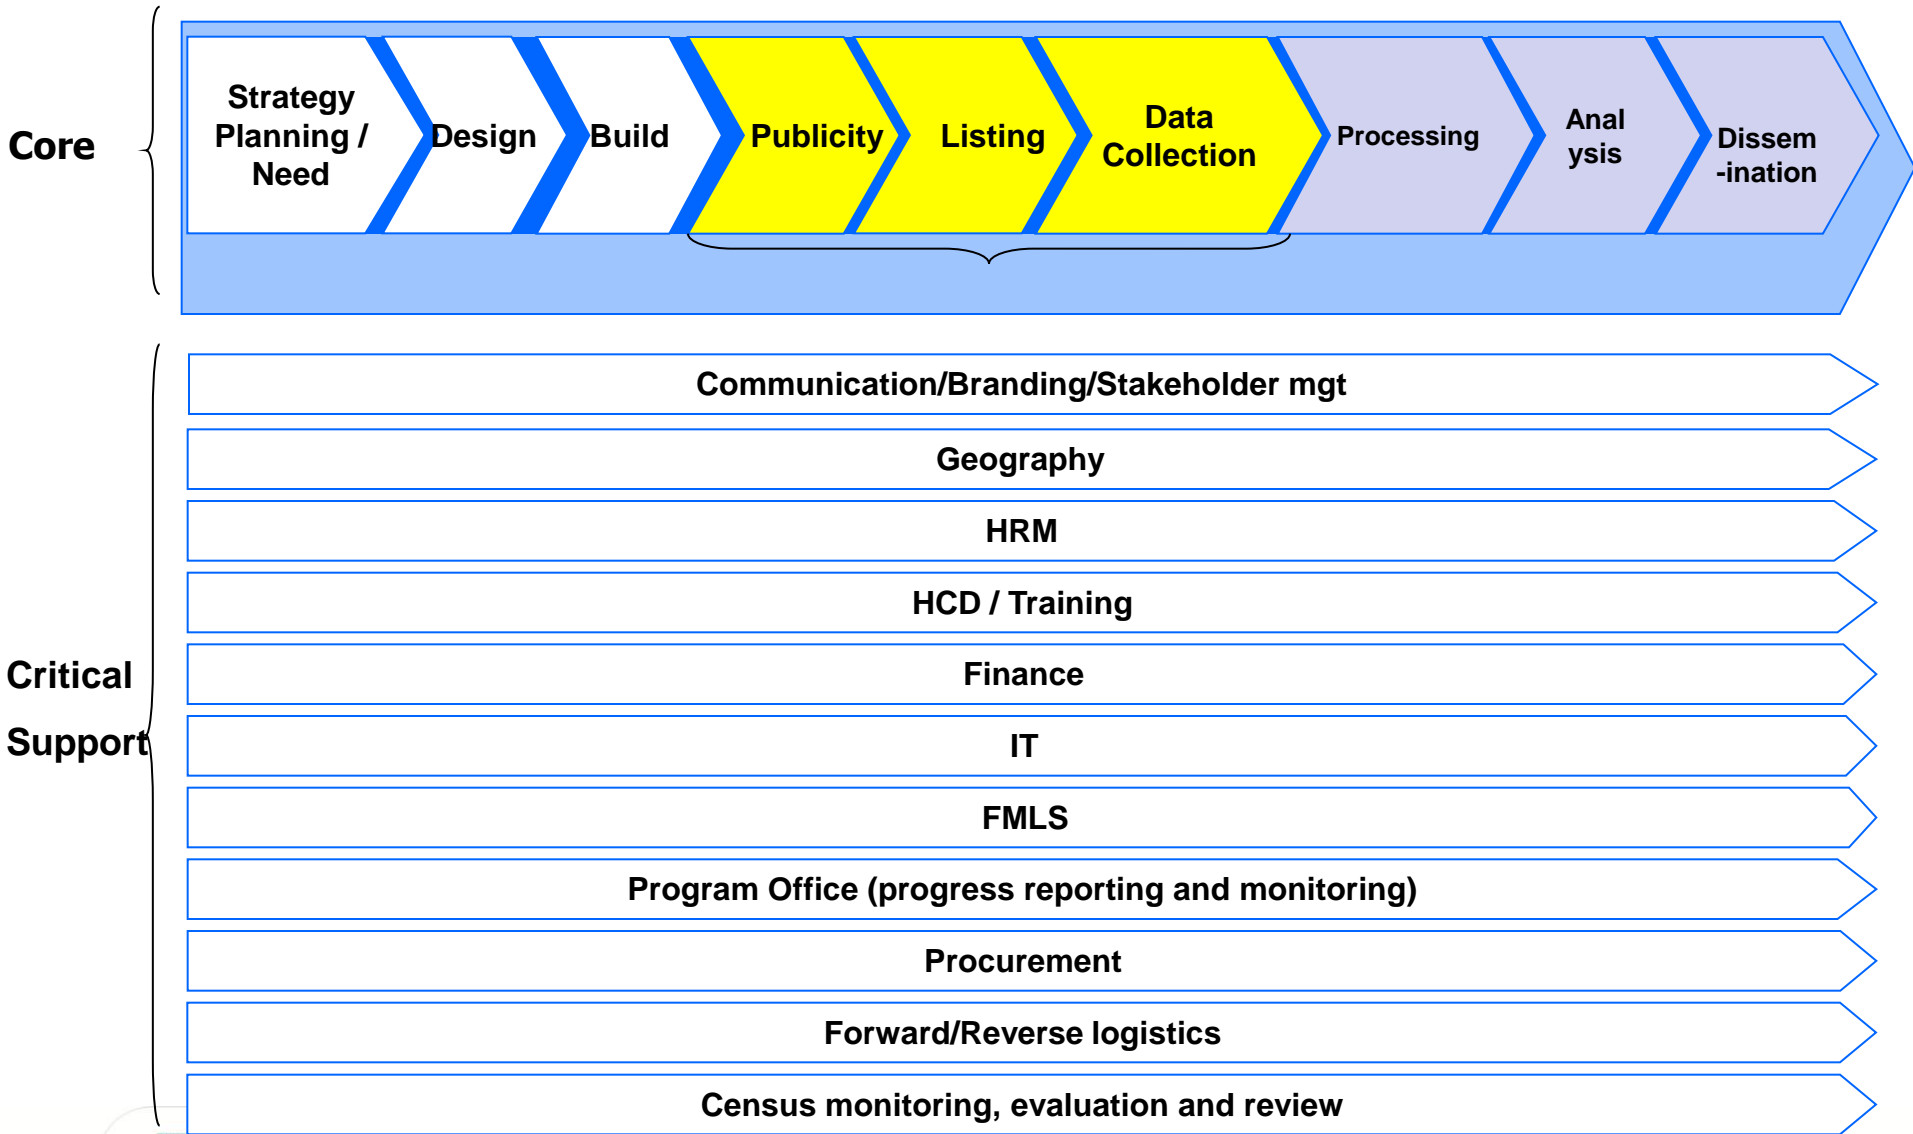 Core
Strategy
Planning /
Need
Design
Build
Publicity
Listing
Data
Collection
Processing
Anal
ysis
Dissem
-ination
Critical
Support
Communication/Branding/Stakeholder mgt
Geography
HRM
HCD / Training
Finance
IT
FMLS
Program Office (progress reporting and monitoring)
Procurement
Forward/Reverse logistics
Census monitoring, evaluation and review